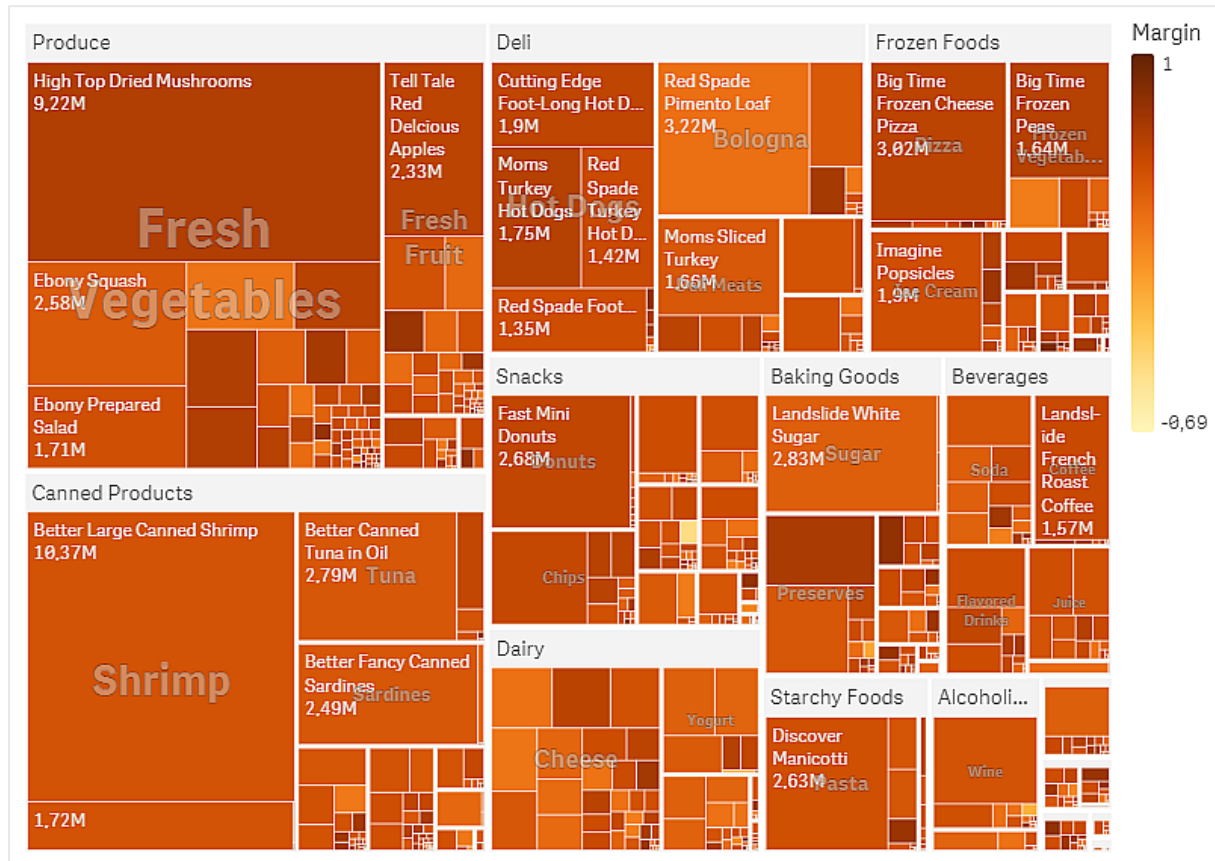 Produce
High Top Dried Mushrooms
9,22M
Fresh
Vegetables
Ebony Squash
2,58M
Ebony Prepared
Salad
1,71M
Tell Tale
Red
Delcious
Apples
2,33M
Fresh
Fruit
Canned Products
Better Large Canned Shrimp
10,37M
Shrimp
1,72M
Better Canned
Tuna in Oil
2,79M
Tuna
Better Fancy Canned
Sardines
2,49M
Sardines
Deli
Cutting Edge
Foot-Long Hot D...
1,9M
Moms
Turkey
Hot Dogs
1,75M
Red
Spade
Turkey
Hot D...
1,42M
Hot Dogs
Red Spade Foot...
1,35M
Red Spade
Pimento Loaf
3,22M
Bologna
Moms Sliced
Turkey
1,66M
Deli Meats
Frozen Foods
Big Time
Frozen Cheese
Pizza
3,02M
Pizza
Big Time
Frozen
Peas
1,64M
Frozen
Vegetab...
Imagine
Popsicles
1,9M
Ice Cream
Snacks
Fast Mini
Donuts
2,68M
Donuts
Chips
Baking Goods
Landslide White
Sugar
2,83M
Sugar
Preserves
Beverages
Soda
Landsl-
ide
French
Roast
Coffee
1,57M
Coffee
Flavored
Drinks
Juice
Dairy
Cheese
Yogurt
Starchy Foods
Discover
Manicotti
2,63M
Pasta
Alcoholi...
Wine
Margin
1
-0,69